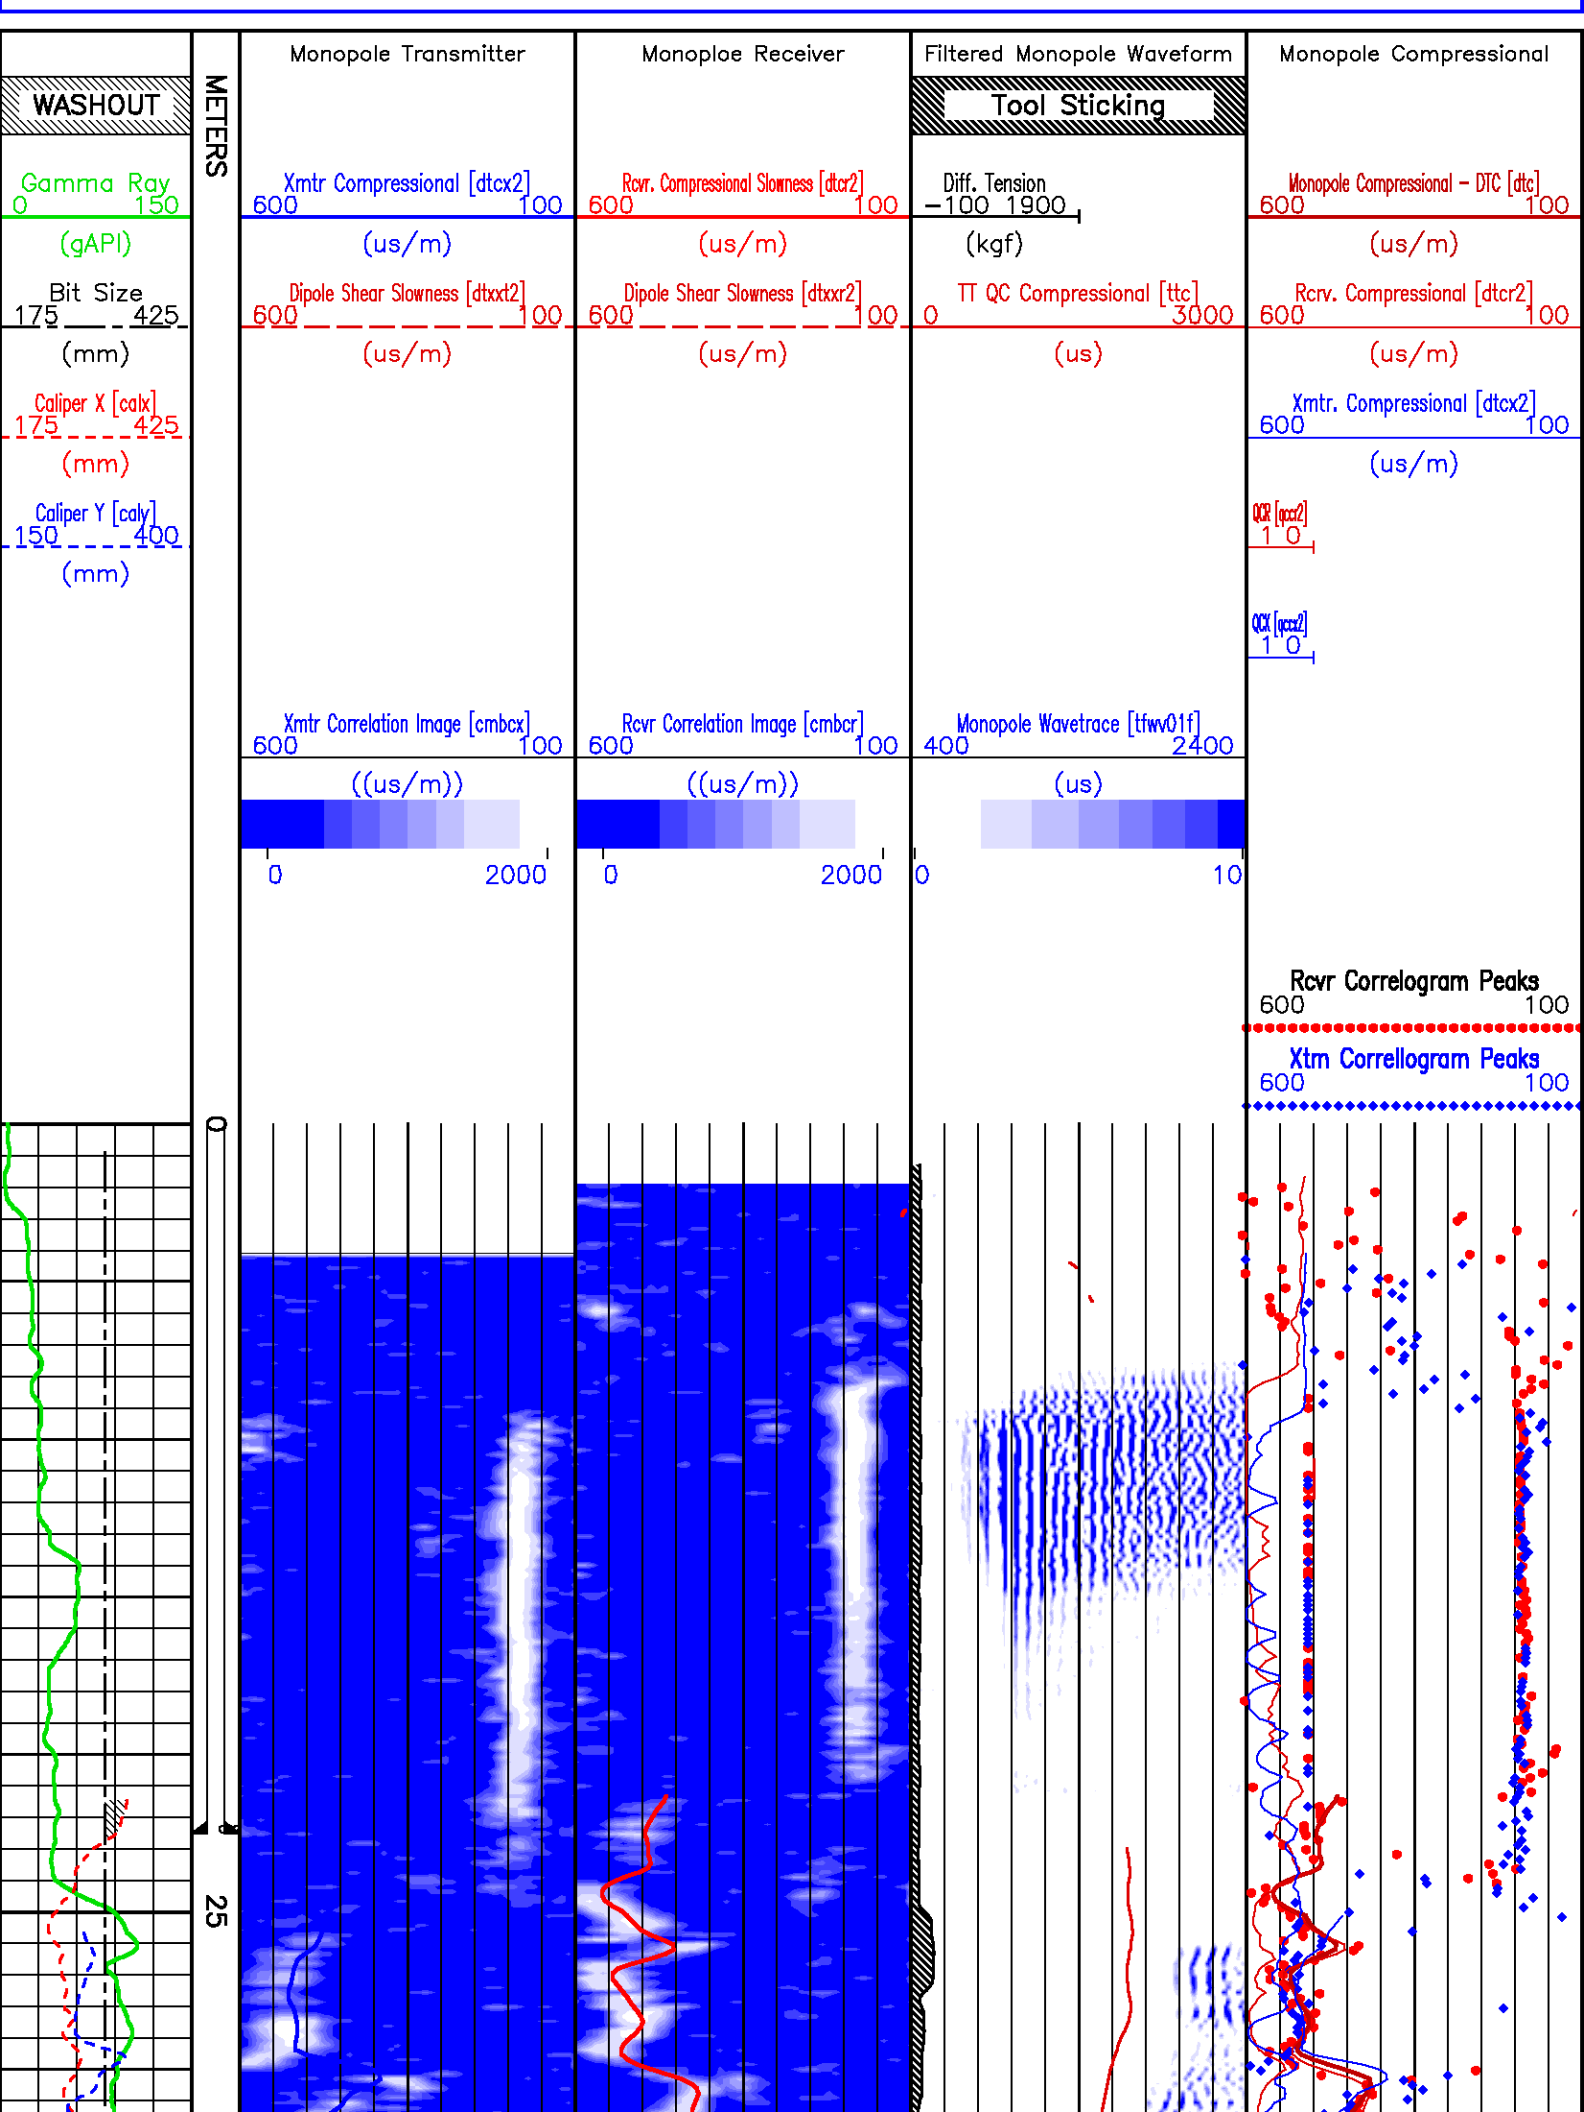 Monopole Transmitter
Monoploe Receiver
Filtered Monopole Waveform
Monopole Compressional
WASHOUT
METERS
Tool Sticking
Gamma Ray
0 150
(gAPI)
Bit Size
175 425
(mm)
Caliper X [calx]
175 425
(mm)
Caliper Y [caly]
150 400
(mm)
Xmtr Compressional [dtcx2]
600 100
(us/m)
Dipole Shear Slowness [dtxxt2]
600 100
(us/m)
Xmtr Correlation Image [cmbcx]
600 100
((us/m))
0 2000
Rcvr. Compressional Slowness [dtcr2]
600 100
(us/m)
Dipole Shear Slowness [dtxxr2]
600 100
(us/m)
Rcvr Correlation Image [cmbcr]
600 100
((us/m))
0 2000
Diff. Tension
-100 1900
(kgf)
TT QC Compressional [ttc]
0 3000
(us)
Monopole Wavetrace [tfwv01f]
400 2400
(us)
0 10
Monopole Compressional - DTC [dtc]
600 100
(us/m)
Rcrv. Compressional [dtcr2]
600 100
(us/m)
Xmtr. Compressional [dtcx2]
600 100
(us/m)
QCR [qccr2]
1 0
QCX [qccx2]
1 0
Rcvr Correlogram Peaks
600 100
Xtm Correllogram Peaks
600 100
0
25